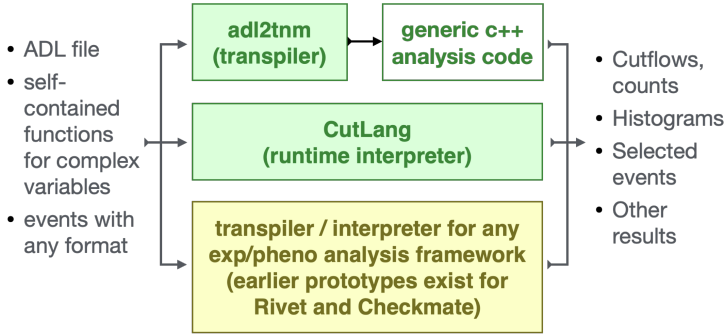 • ADL file
• self-
contained
functions
for complex
variables
• events with
any format
adl2tnm
(transpiler)
generic c++
analysis code
CutLang
(runtime interpreter)
transpiler / interpreter for any
exp/pheno analysis framework
(earlier prototypes exist for
Rivet and Checkmate)
• Cutflows,
counts
• Histograms
• Selected
events
• Other
results